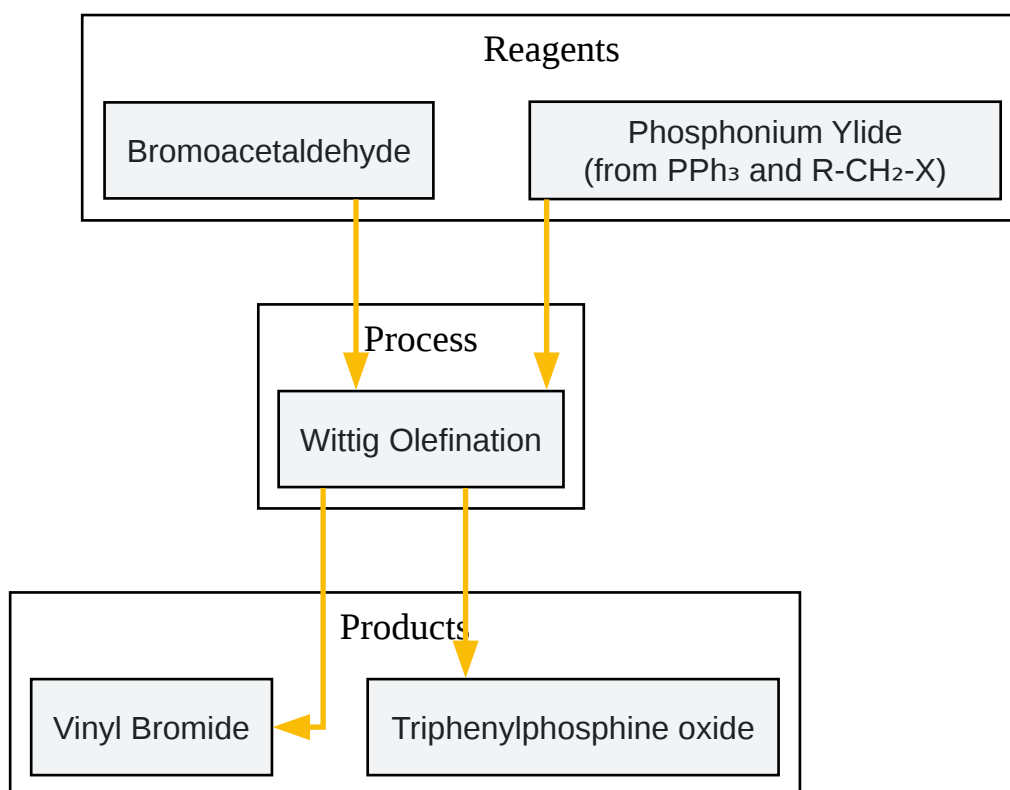 Reagents
Bromoacetaldehyde
Phosphonium Ylide
(from PPh₃ and R-CH₂-X)
Process
Wittig Olefination
Products
Vinyl Bromide
Triphenylphosphine oxide